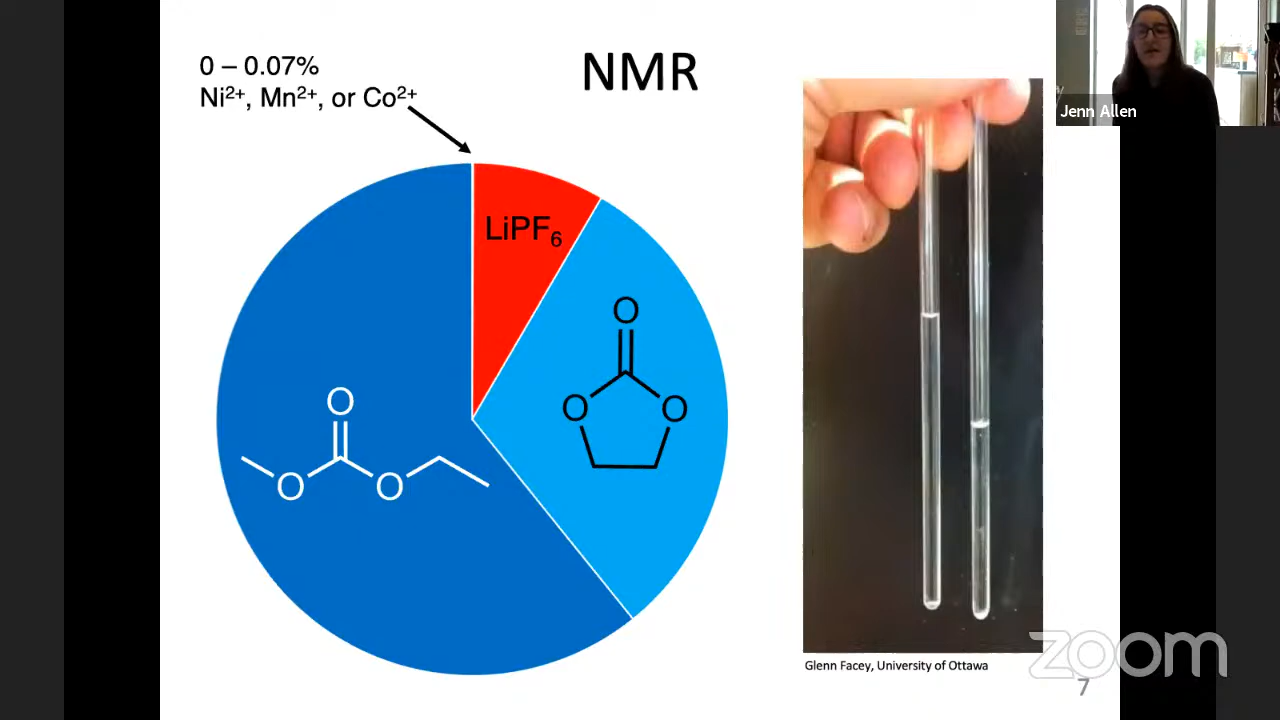 0 – 0.07%
Ni²⁺, Mn²⁺, or Co²⁺
NMR
Jenn Allen
LiPF₆
O
O
O
O
O
O
Glenn Facey, University of Ottawa
zoom
7